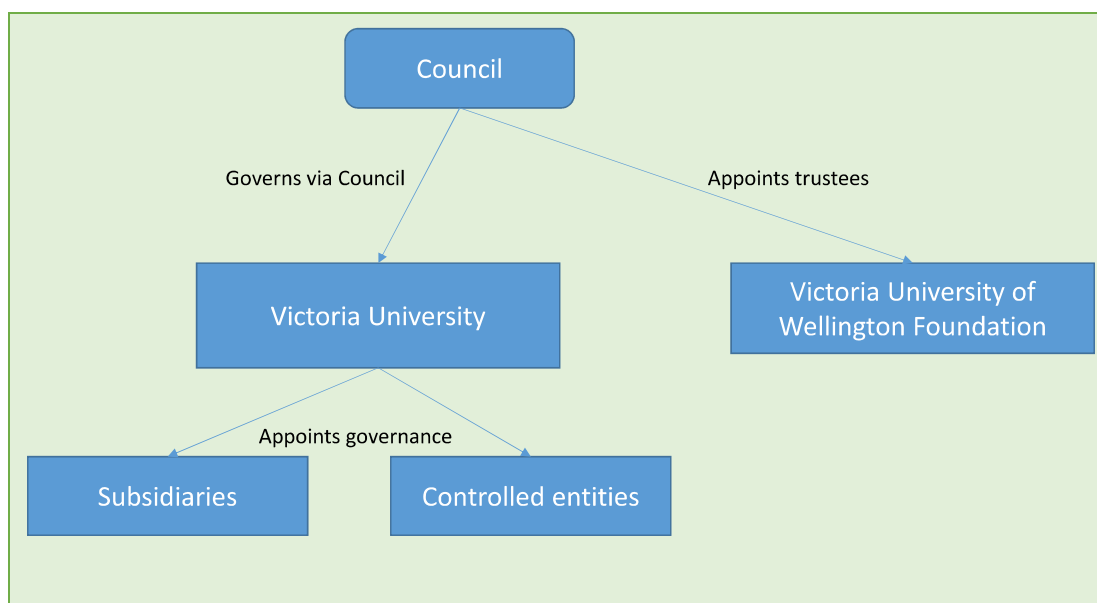 Council
Governs via Council
Appoints trustees
Victoria University
Victoria University of
Wellington Foundation
Appoints governance
Subsidiaries
Controlled entities